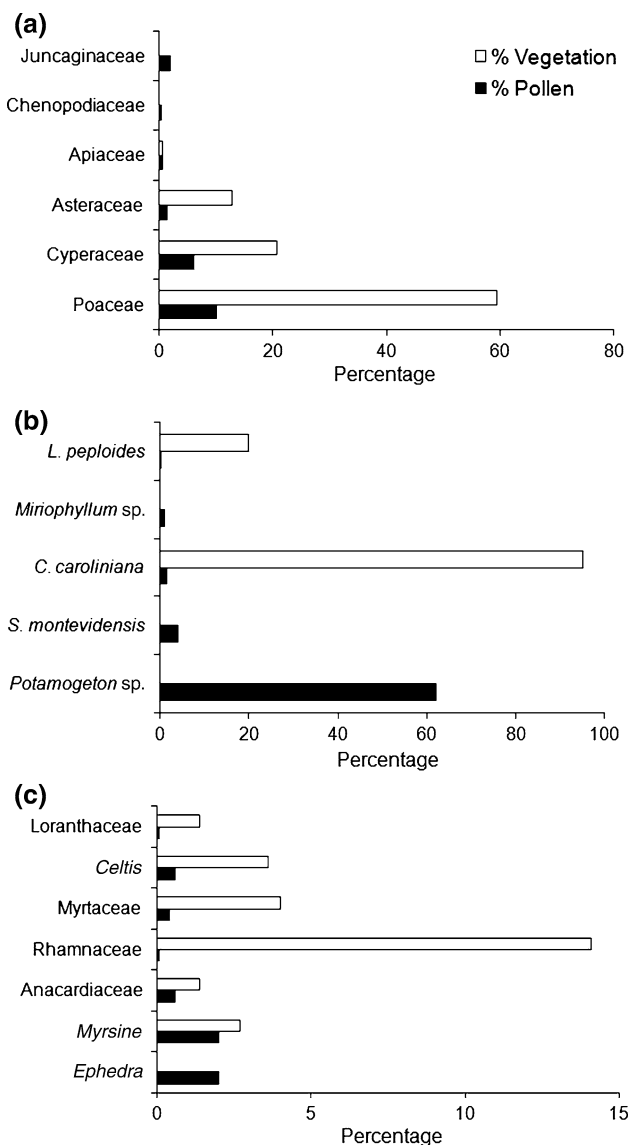 (a)
Juncaginaceae
% Vegetation
% Pollen
Chenopodiaceae
Apiaceae
Asteraceae
Cyperaceae
Poaceae
0 20 40 60 80
Percentage
(b)
L. peploides
Miriophyllum sp.
C. caroliniana
S. montevidensis
Potamogeton sp.
0 20 40 60 80 100
Percentage
(c)
Loranthaceae
Celtis
Myrtaceae
Rhamnaceae
Anacardiaceae
Myrsine
Ephedra
0 5 10 15
Percentage